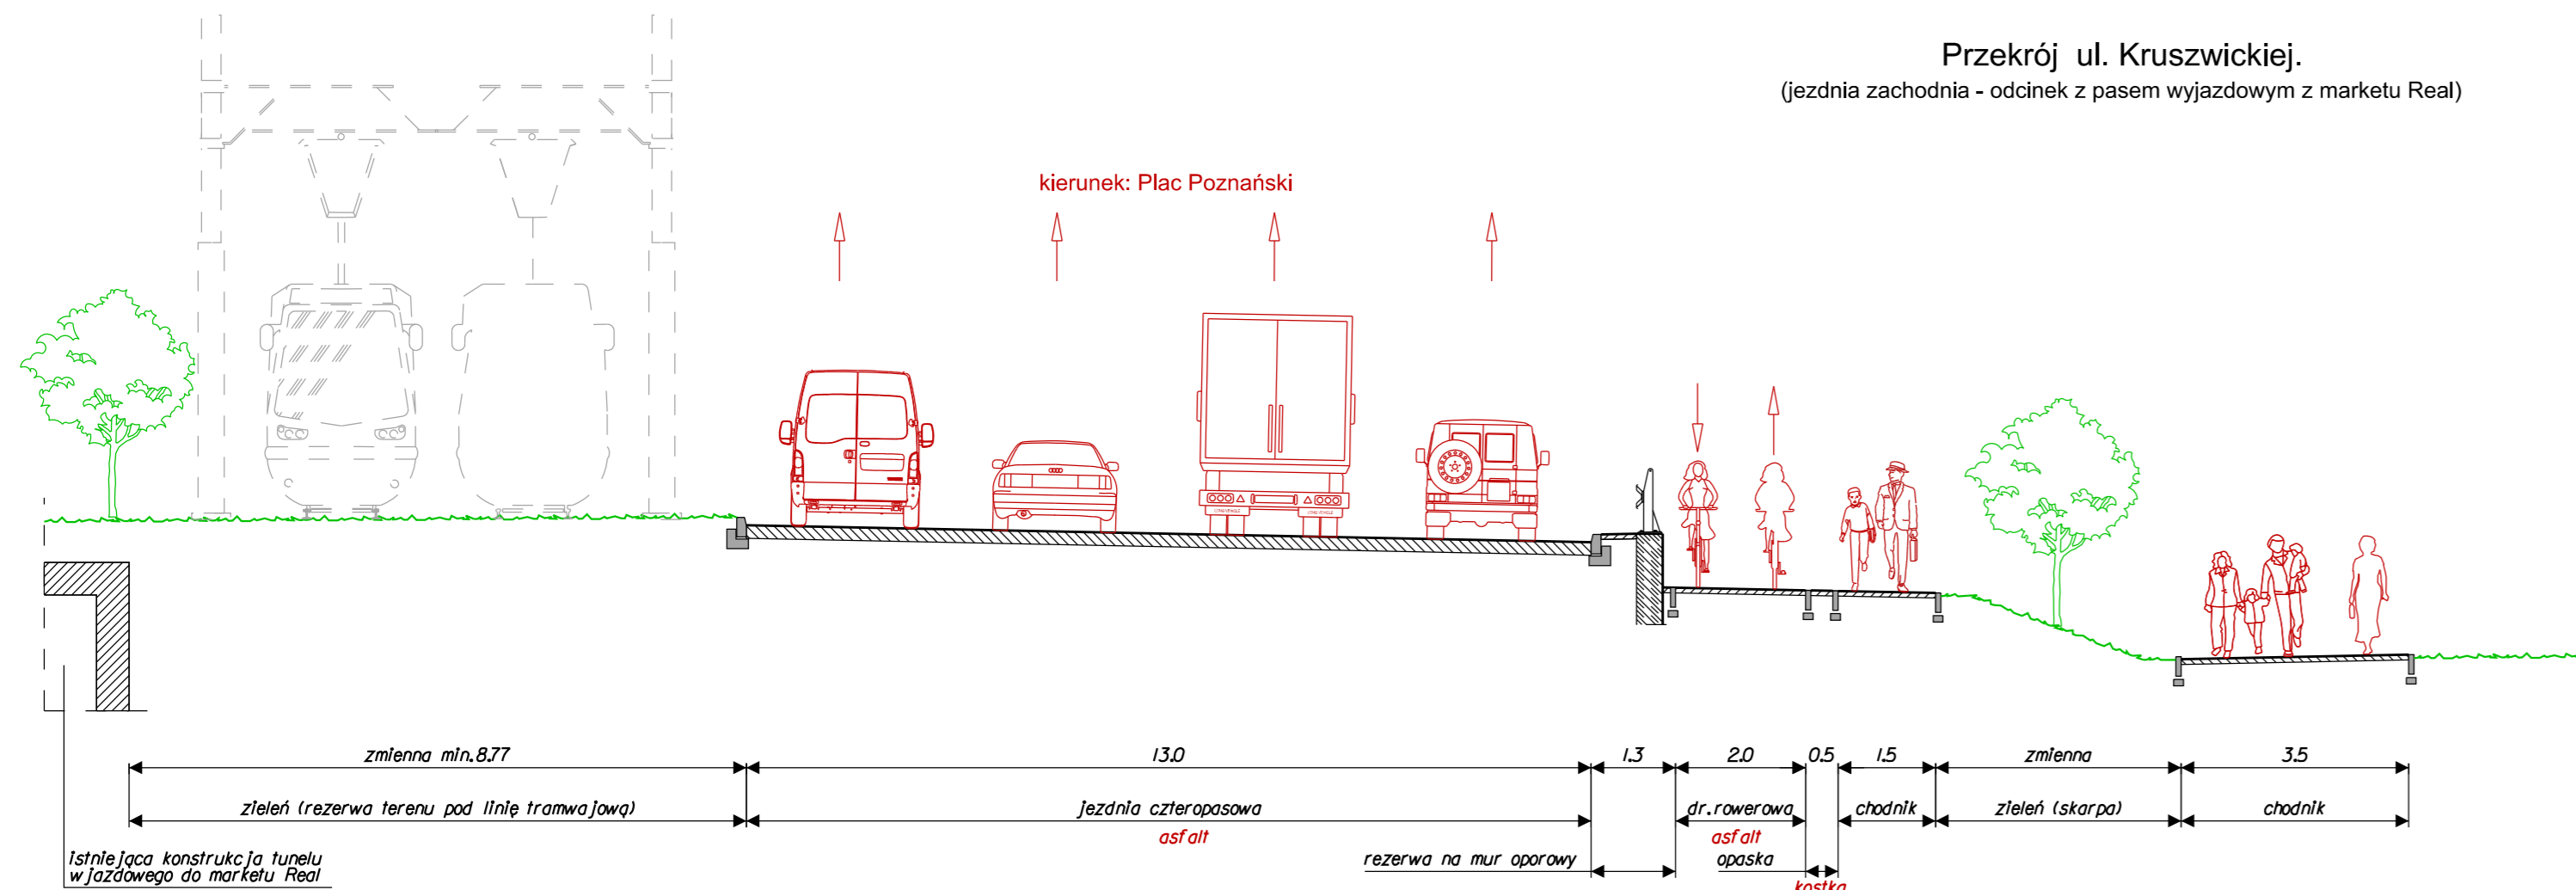 Przekrój ul. Kruszwickiej.
(jezdnia zachodnia - odcinek z pasem wyjazdowym z marketu Real)
kierunek: Plac Poznański
zmienna min.8.77
13.0
1.3
2.0
0.5
1.5
zmienna
3.5
zieleń (rezerwa terenu pod linię tramwajową)
jezdnia czteropasowa
dr.rowerowa
chodnik
zieleń (skarpa)
chodnik
asfalt
asfalt
istniejąca konstrukcja tunelu
wjazdowego do marketu Real
rezerwa na mur oporowy
opaska
kostka